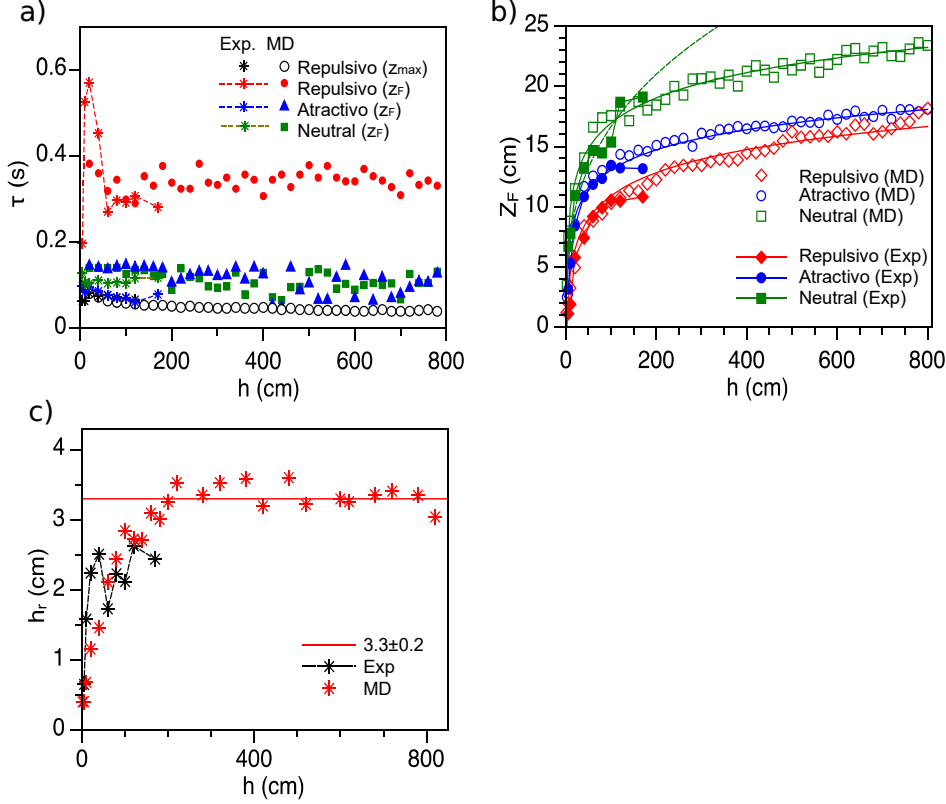 a)
τ (s)
0.6
0.4
0.2
0
0 200 400 600 800
h (cm)
Exp. MD
Repulsivo (zmax)
Repulsivo (zF)
Atractivo (zF)
Neutral (zF)
b)
ZF (cm)
25
20
15
10
5
0
0 200 400 600 800
h (cm)
Repulsivo (MD)
Atractivo (MD)
Neutral (MD)
Repulsivo (Exp)
Atractivo (Exp)
Neutral (Exp)
c)
hr (cm)
4
3
2
1
0
0 400 800
h (cm)
3.3±0.2
Exp
MD